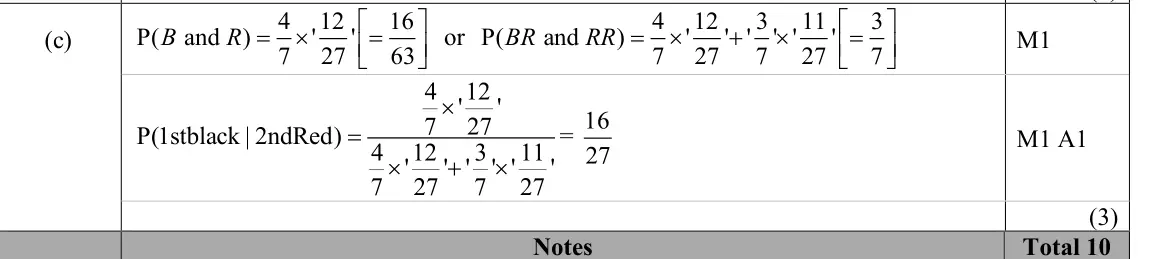 (c) P(B and R) = 4/7 × '12/27' [= 16/63] or P(BR and RR) = 4/7 × '12/27' + '3/7' × '11/27' [= 3/7] M1
P(1stblack | 2ndRed) = (4/7 × '12/27') / (4/7 × '12/27' + '3/7' × '11/27') = 16/27 M1 A1
(3)
Notes Total 10